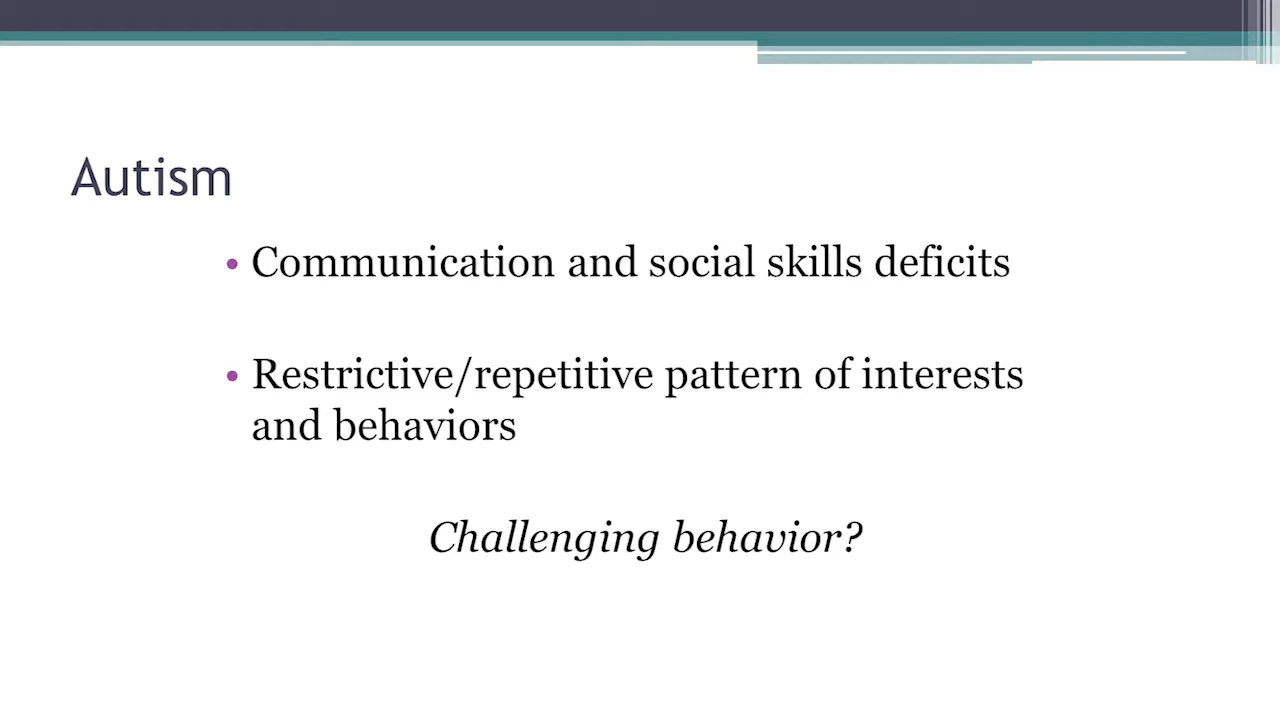 Autism
• Communication and social skills deficits
• Restrictive/repetitive pattern of interests
and behaviors
Challenging behavior?